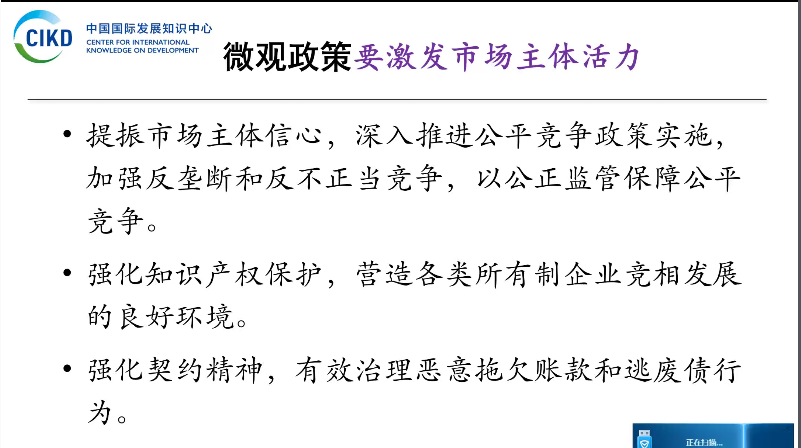 CIKD
中国国际发展知识中心
CENTER FOR INTERNATIONAL
KNOWLEDGE ON DEVELOPMENT
微观政策要激发市场主体活力
• 提振市场主体信心，深入推进公平竞争政策实施，
加强反垄断和反不正当竞争，以公正监管保障公平
竞争。
• 强化知识产权保护，营造各类所有制企业竞相发展
的良好环境。
• 强化契约精神，有效治理恶意拖欠账款和逃废债行
为。
正在扫描...